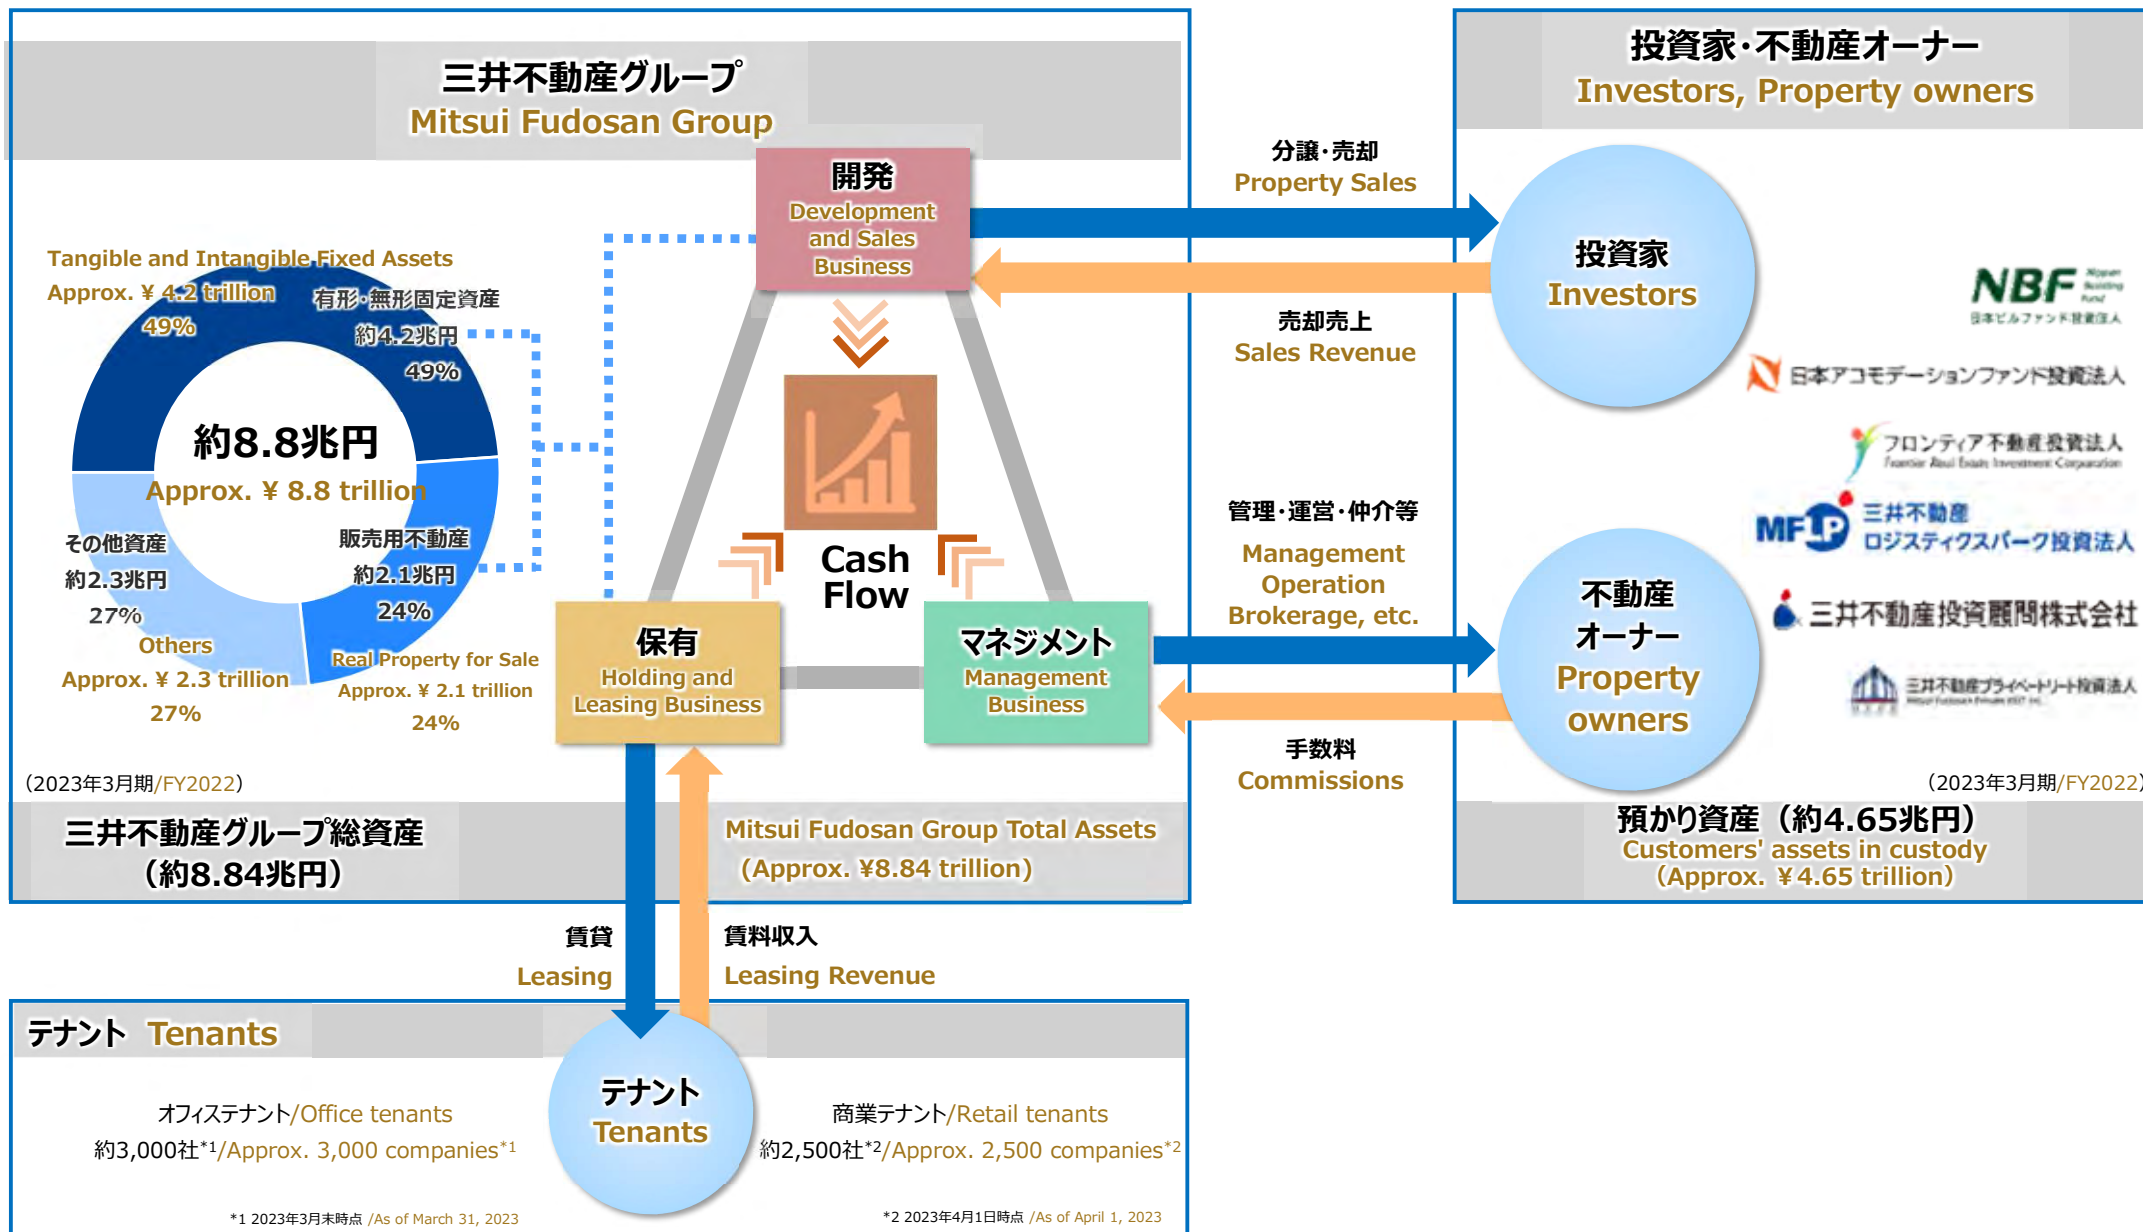 三井不動産グループ
Mitsui Fudosan Group
Tangible and Intangible Fixed Assets
Approx. ¥ 4.2 trillion
49%
有形・無形固定資産
約4.2兆円
49%
約8.8兆円
Approx. ¥ 8.8 trillion
その他資産
約2.3兆円
27%
Others
Approx. ¥ 2.3 trillion
27%
販売用不動産
約2.1兆円
24%
Real Property for Sale
Approx. ¥ 2.1 trillion
24%
(2023年3月期/FY2022)
開発
Development
and Sales
Business
Cash
Flow
保有
Holding and
Leasing Business
マネジメント
Management
Business
三井不動産グループ総資産
(約8.84兆円)
Mitsui Fudosan Group Total Assets
(Approx. ¥8.84 trillion)
分譲・売却
Property Sales
売却売上
Sales Revenue
管理・運営・仲介等
Management
Operation
Brokerage, etc.
手数料
Commissions
投資家・不動産オーナー
Investors, Property owners
投資家
Investors
不動産
オーナー
Property
owners
NBF Nippon
Building
Fund
日本ビルファンド投資法人
日本アコモデーションファンド投資法人
フロンティア不動産投資法人
Frontier Real Estate Investment Corporation
MFLP 三井不動産
ロジスティクスパーク投資法人
三井不動産投資顧問株式会社
三井不動産プライベートリート投資法人
(2023年3月期/FY2022)
預かり資産(約4.65兆円)
Customers' assets in custody
(Approx. ¥4.65 trillion)
賃貸
Leasing
賃料収入
Leasing Revenue
テナント Tenants
テナント
Tenants
オフィステナント/Office tenants
約3,000社*1/Approx. 3,000 companies*1
*1 2023年3月末時点 /As of March 31, 2023
商業テナント/Retail tenants
約2,500社*2/Approx. 2,500 companies*2
*2 2023年4月1日時点 /As of April 1, 2023